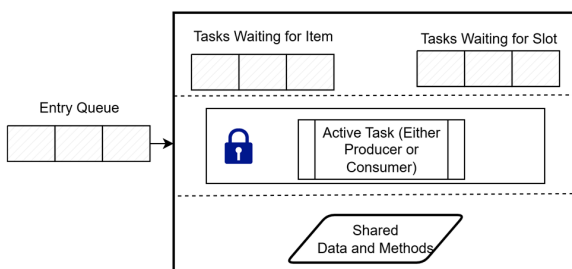 Tasks Waiting for Item
Tasks Waiting for Slot
Entry Queue
Active Task (Either
Producer or
Consumer)
Shared
Data and Methods